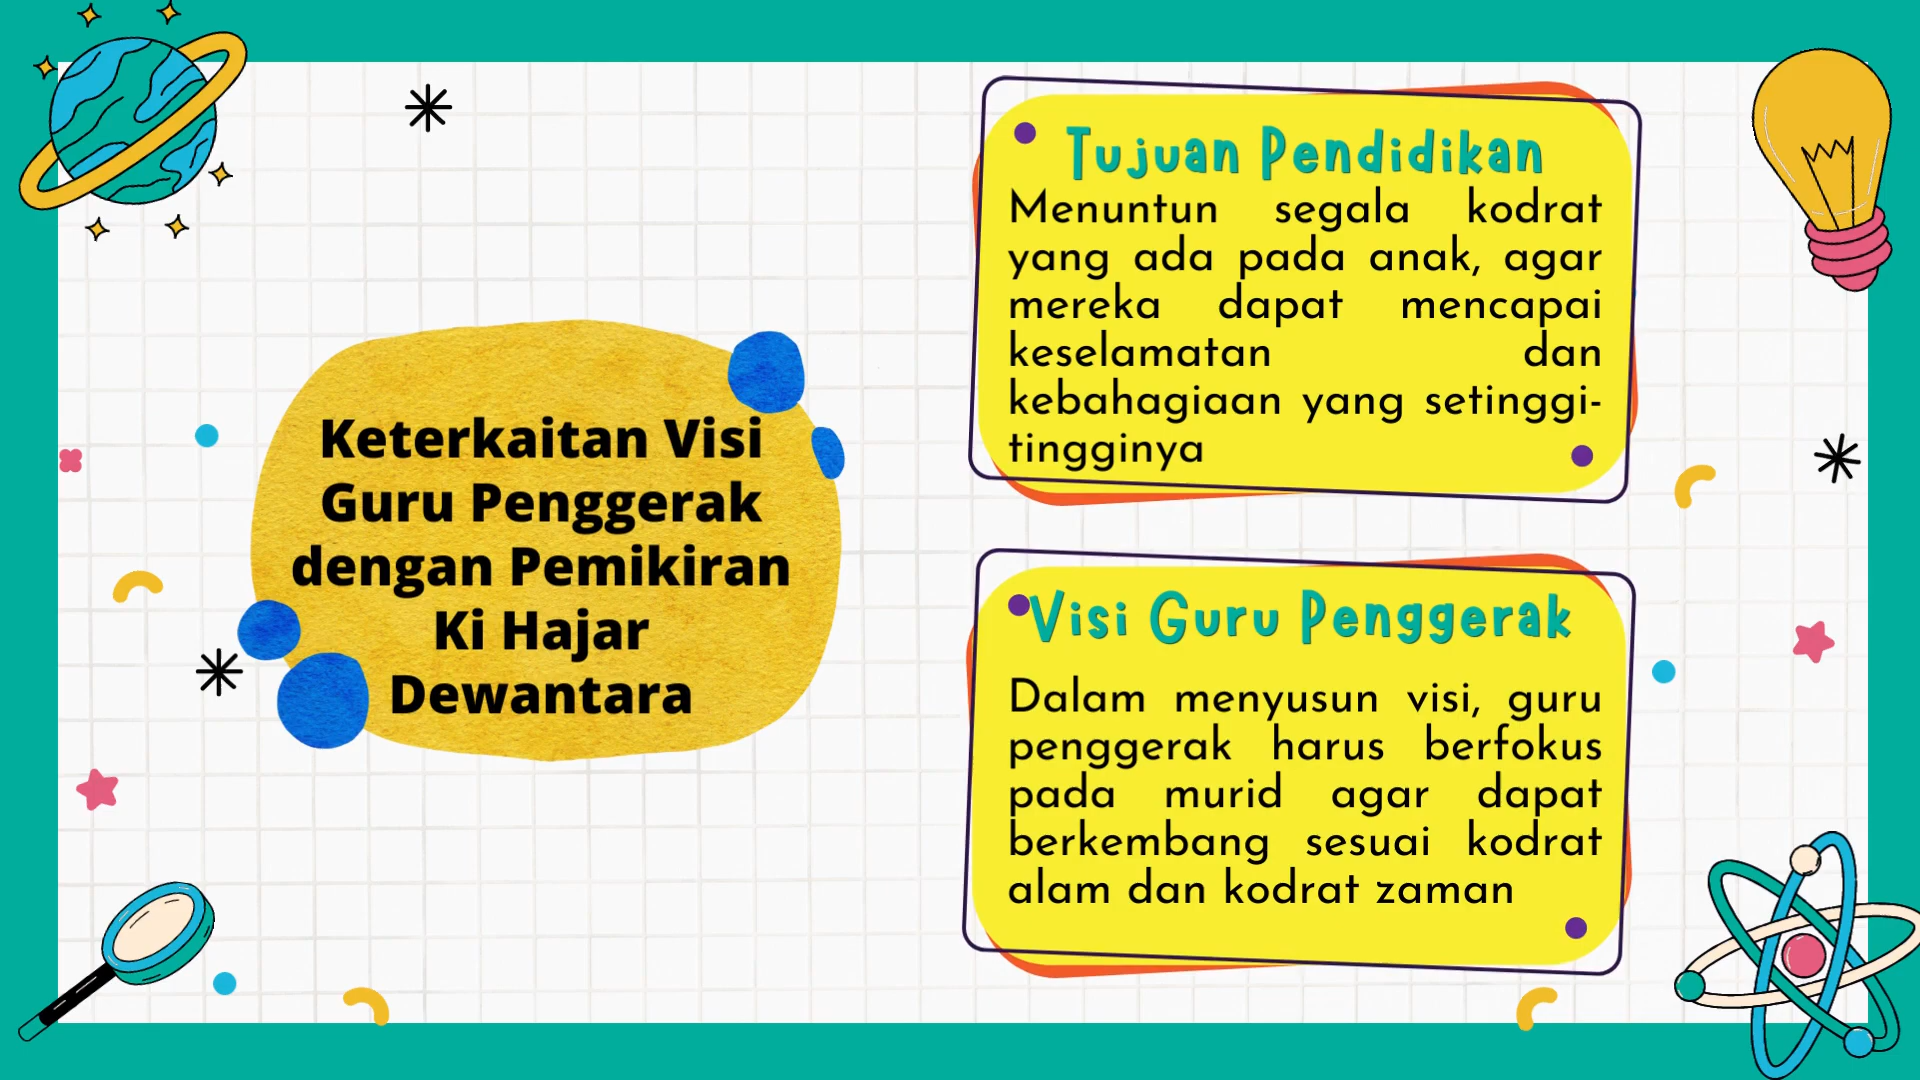 Keterkaitan Visi
Guru Penggerak
dengan Pemikiran
Ki Hajar
Dewantara
Tujuan Pendidikan
Menuntun segala kodrat
yang ada pada anak, agar
mereka dapat mencapai
keselamatan dan
kebahagiaan yang setinggi-
tingginya
Visi Guru Penggerak
Dalam menyusun visi, guru
penggerak harus berfokus
pada murid agar dapat
berkembang sesuai kodrat
alam dan kodrat zaman